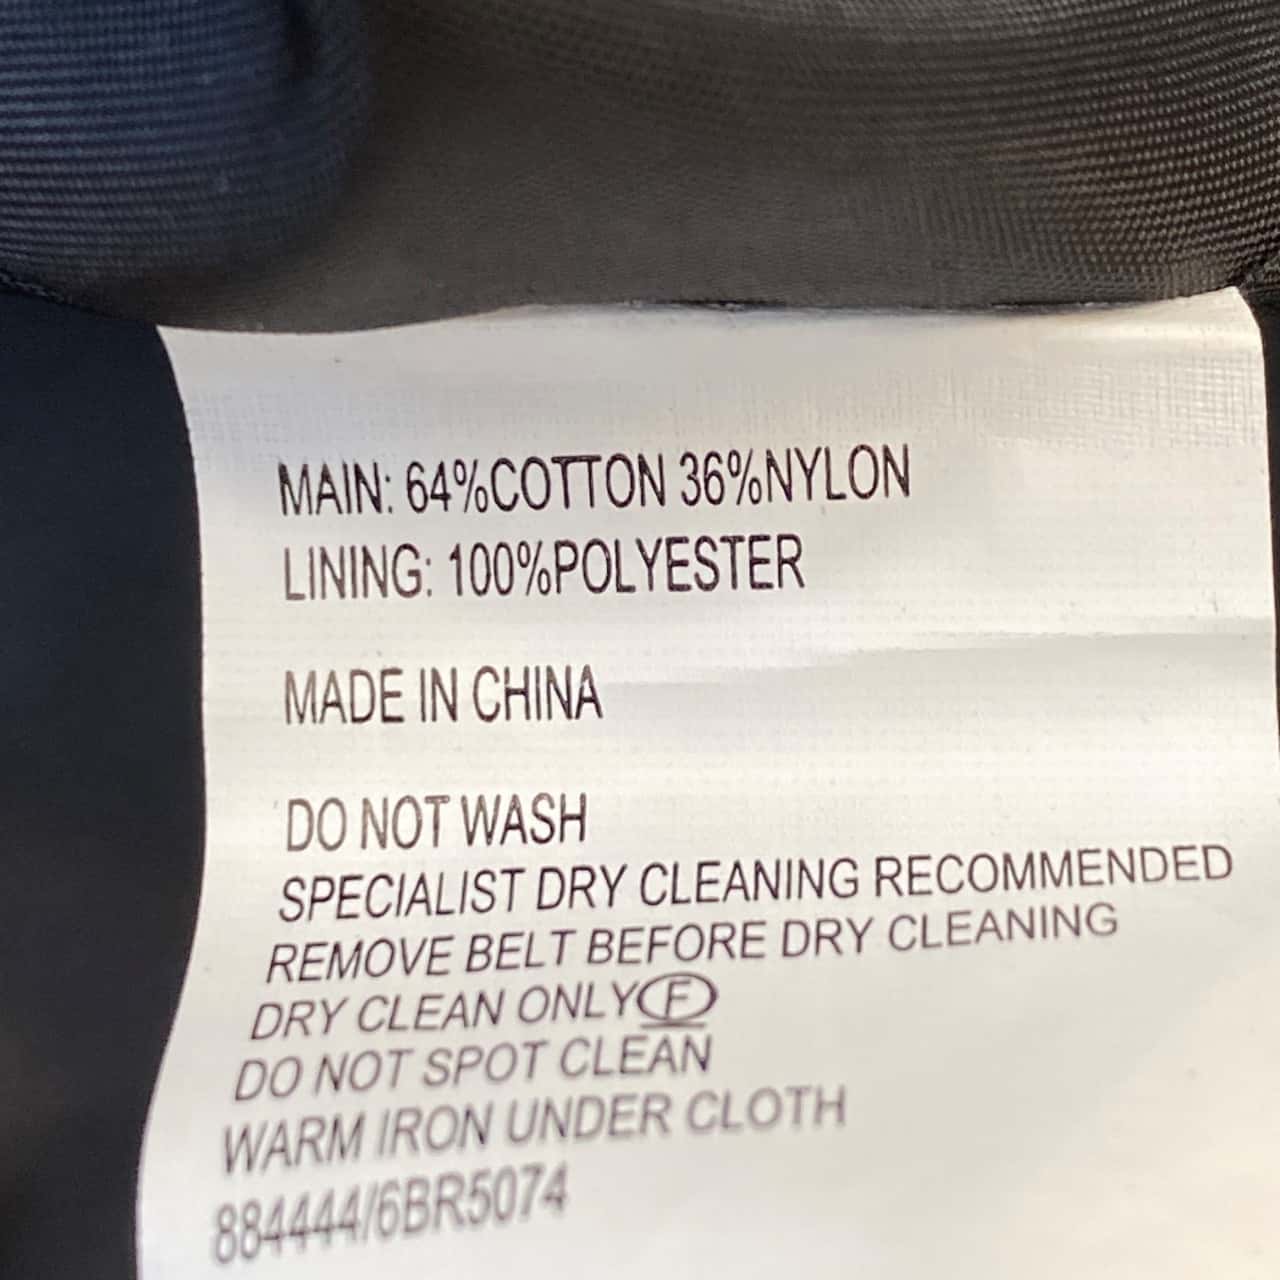 MAIN: 64%COTTON 36%NYLON
LINING: 100%POLYESTER
MADE IN CHINA
DO NOT WASH
SPECIALIST DRY CLEANING RECOMMENDED
REMOVE BELT BEFORE DRY CLEANING
DRY CLEAN ONLY Ⓕ
DO NOT SPOT CLEAN
WARM IRON UNDER CLOTH
884444/6BR5074